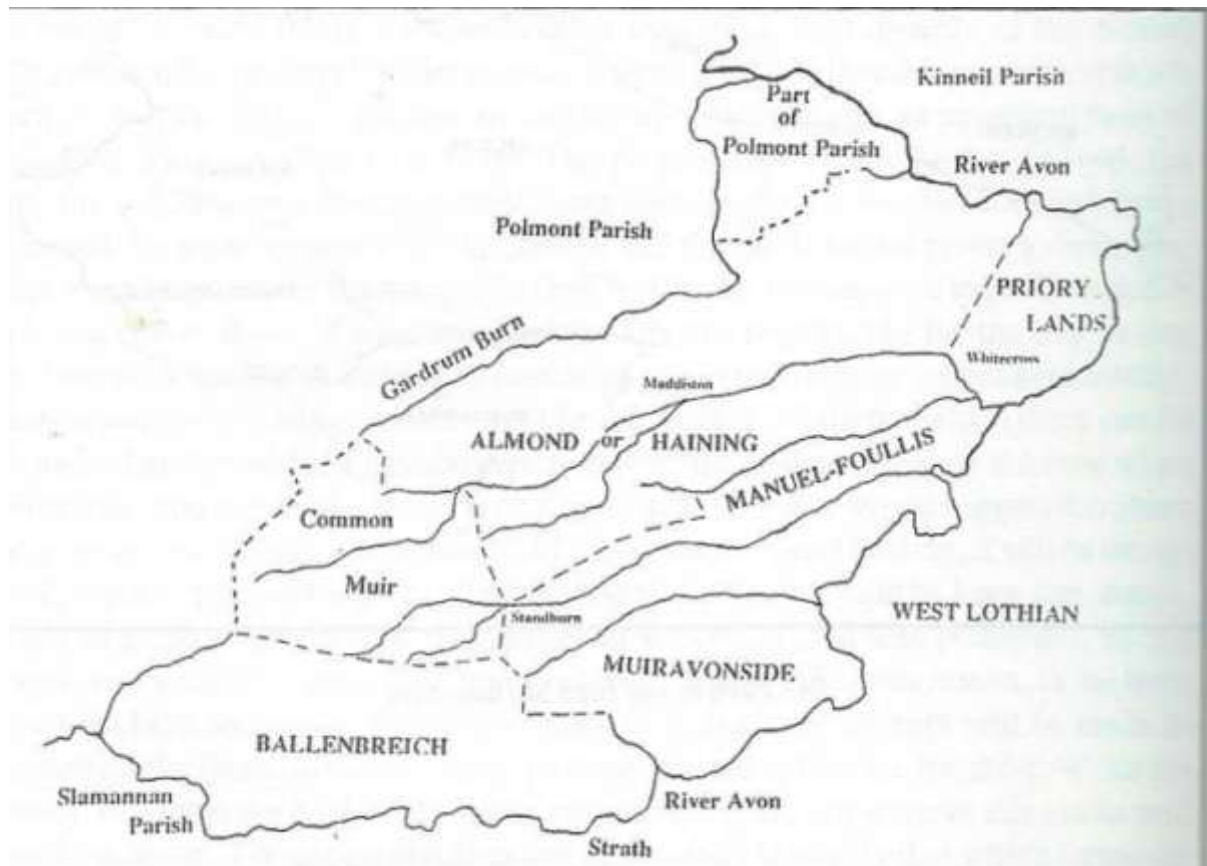 Kinneil Parish
Part
of
Polmont Parish
River Avon
Polmont Parish
PRIORY
LANDS
Whitecross
Gardrum Burn
Maddiston
ALMOND or HAINING
MANUEL-FOULLIS
Common
Muir
Standburn
WEST LOTHIAN
MUIRAVONSIDE
BALLENBREICH
Slamannan
Parish
River Avon
Strath